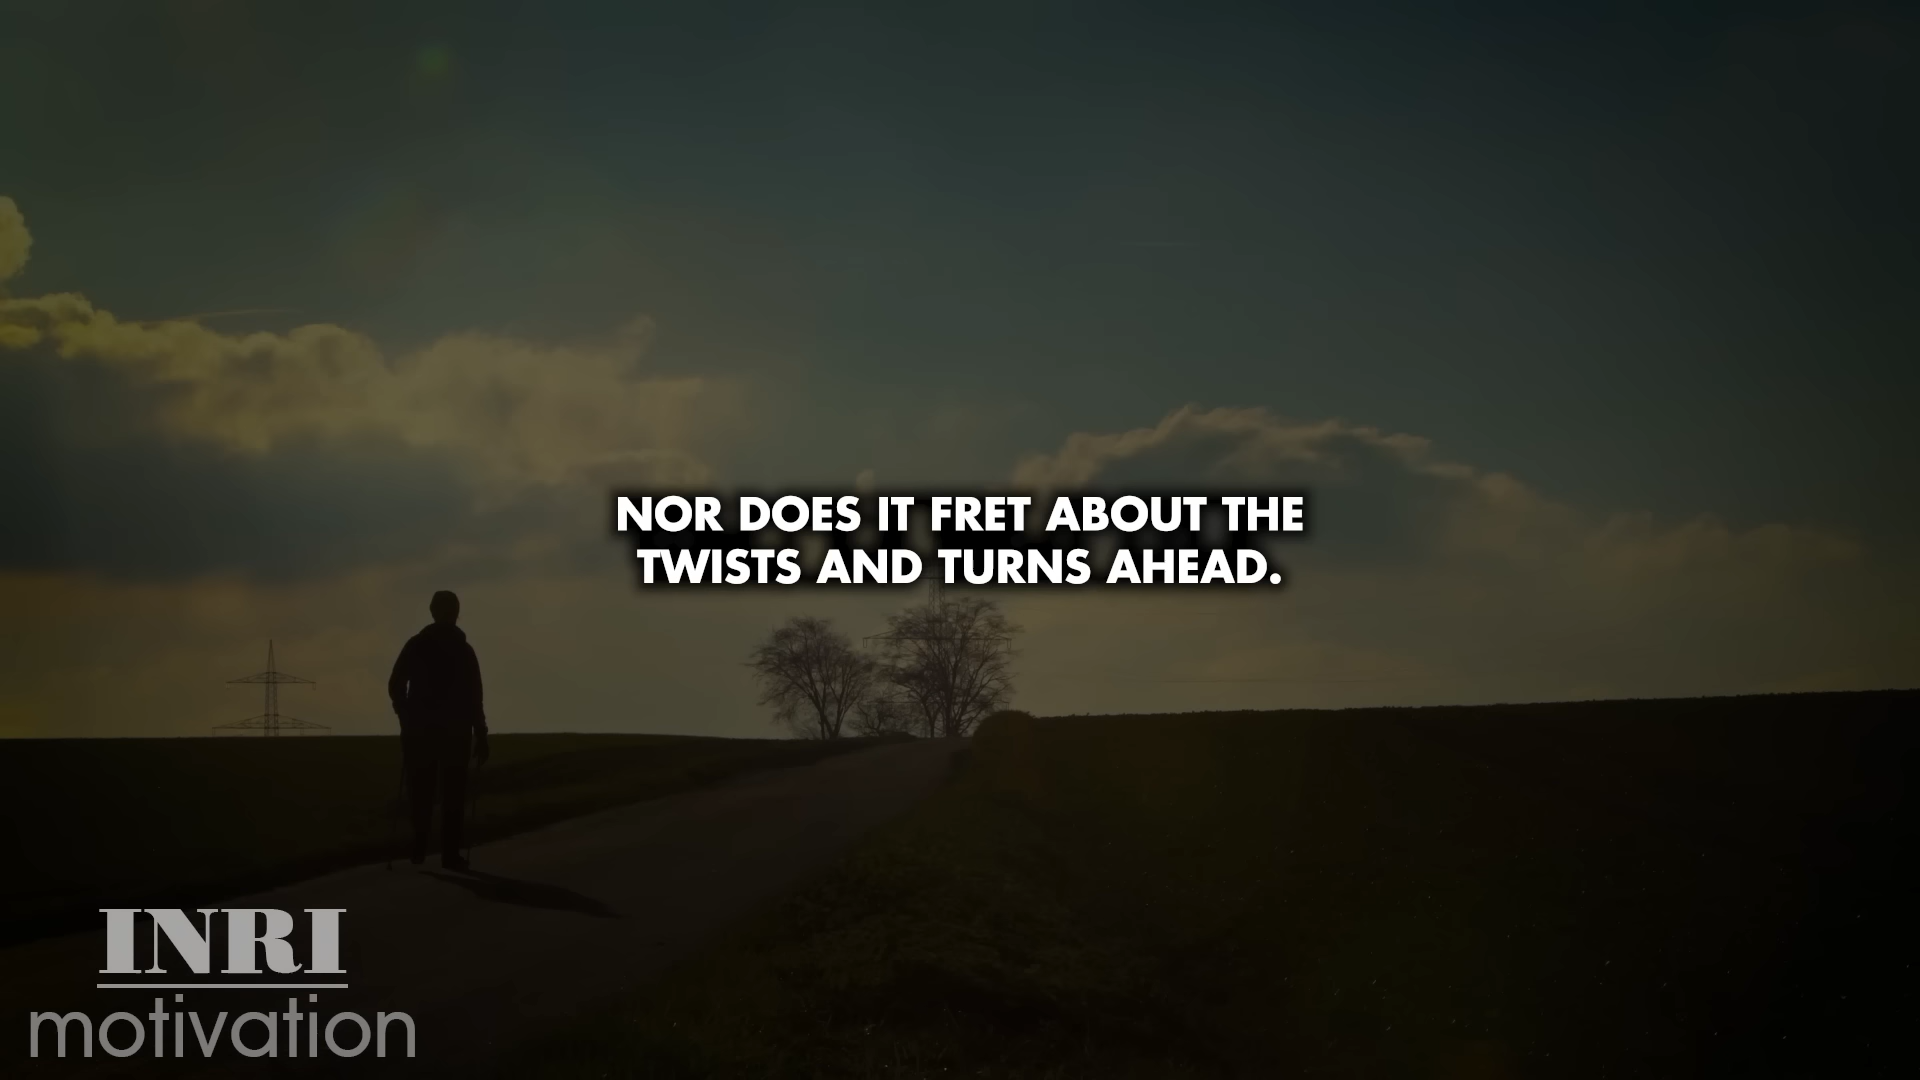 NOR DOES IT FRET ABOUT THE
TWISTS AND TURNS AHEAD.
INRI
motivation